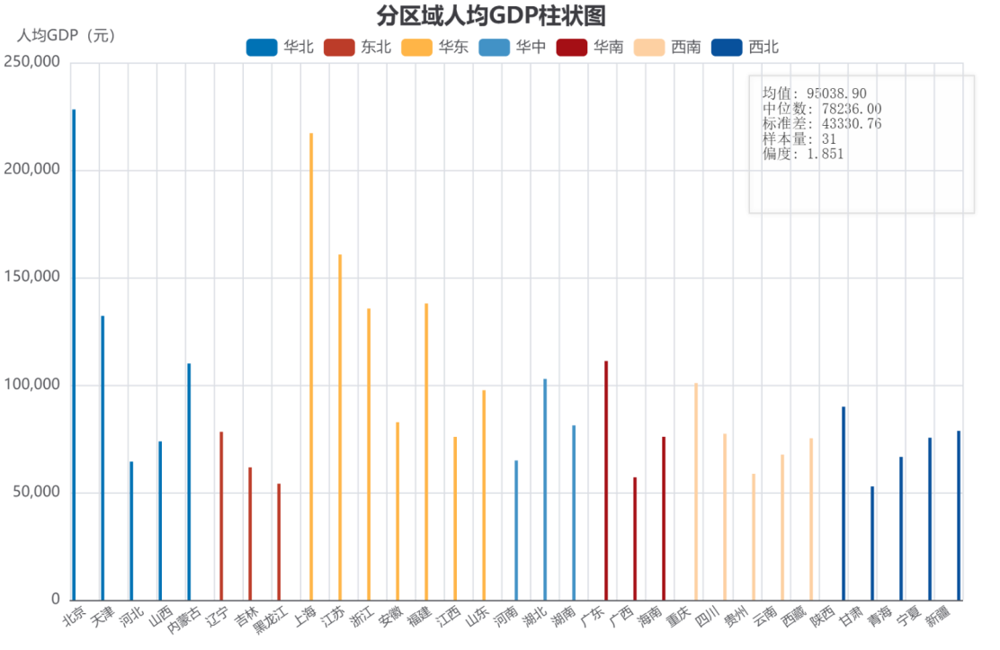 分区域人均GDP柱状图
人均GDP（元）
华北 东北 华东 华中 华南 西南 西北
250,000
200,000
150,000
100,000
50,000
0
均值: 95038.90
中位数: 78236.00
标准差: 43330.76
样本量: 31
偏度: 1.851
北京 天津 河北 山西 内蒙古 辽宁 吉林 黑龙江 上海 江苏 浙江 安徽 福建 江西 山东 河南 湖北 湖南 广东 广西 海南 重庆 四川 贵州 云南 西藏 陕西 甘肃 青海 宁夏 新疆